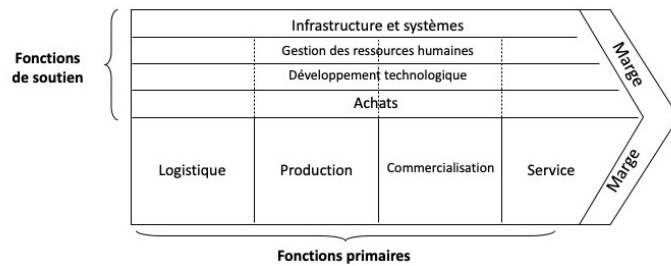 Infrastructure et systèmes
Fonctions
de soutien
Gestion des ressources humaines
Développement technologique
Achats
Marge
Logistique
Production
Commercialisation
Service
Marge
Fonctions primaires